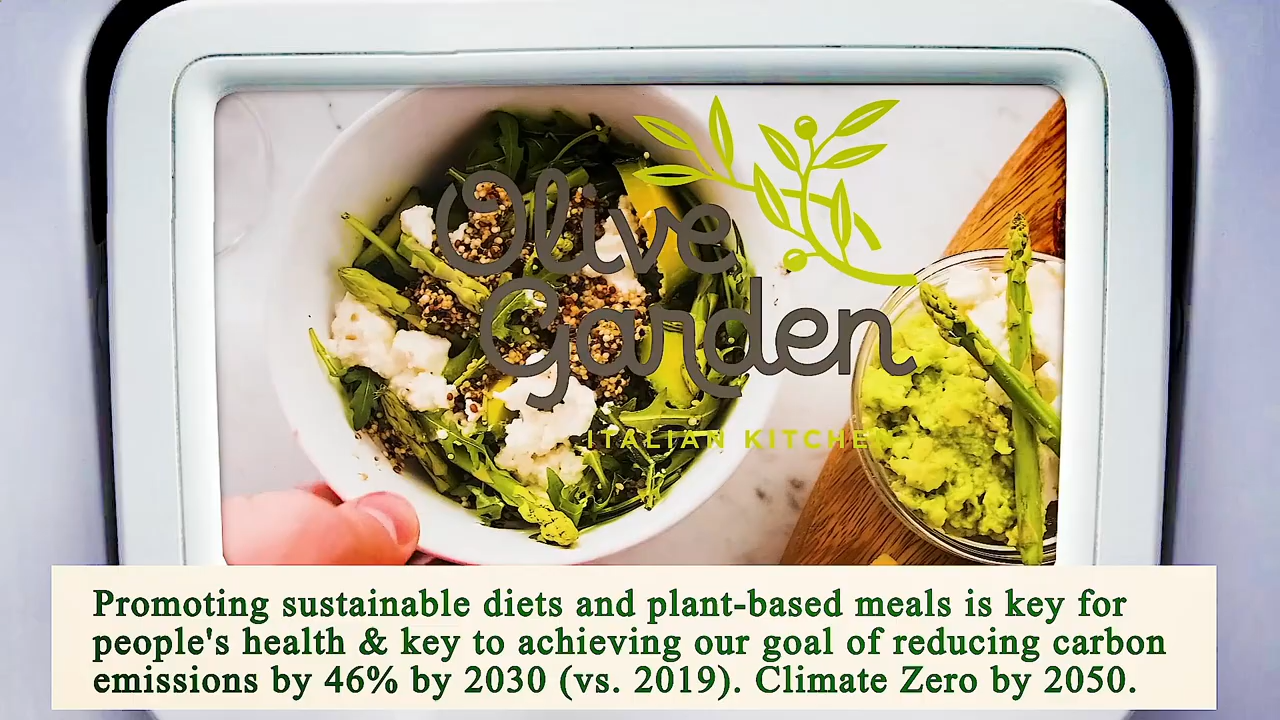 Olive
Garden
ITALIAN KITCHEN
Promoting sustainable diets and plant-based meals is key for
people's health & key to achieving our goal of reducing carbon
emissions by 46% by 2030 (vs. 2019). Climate Zero by 2050.